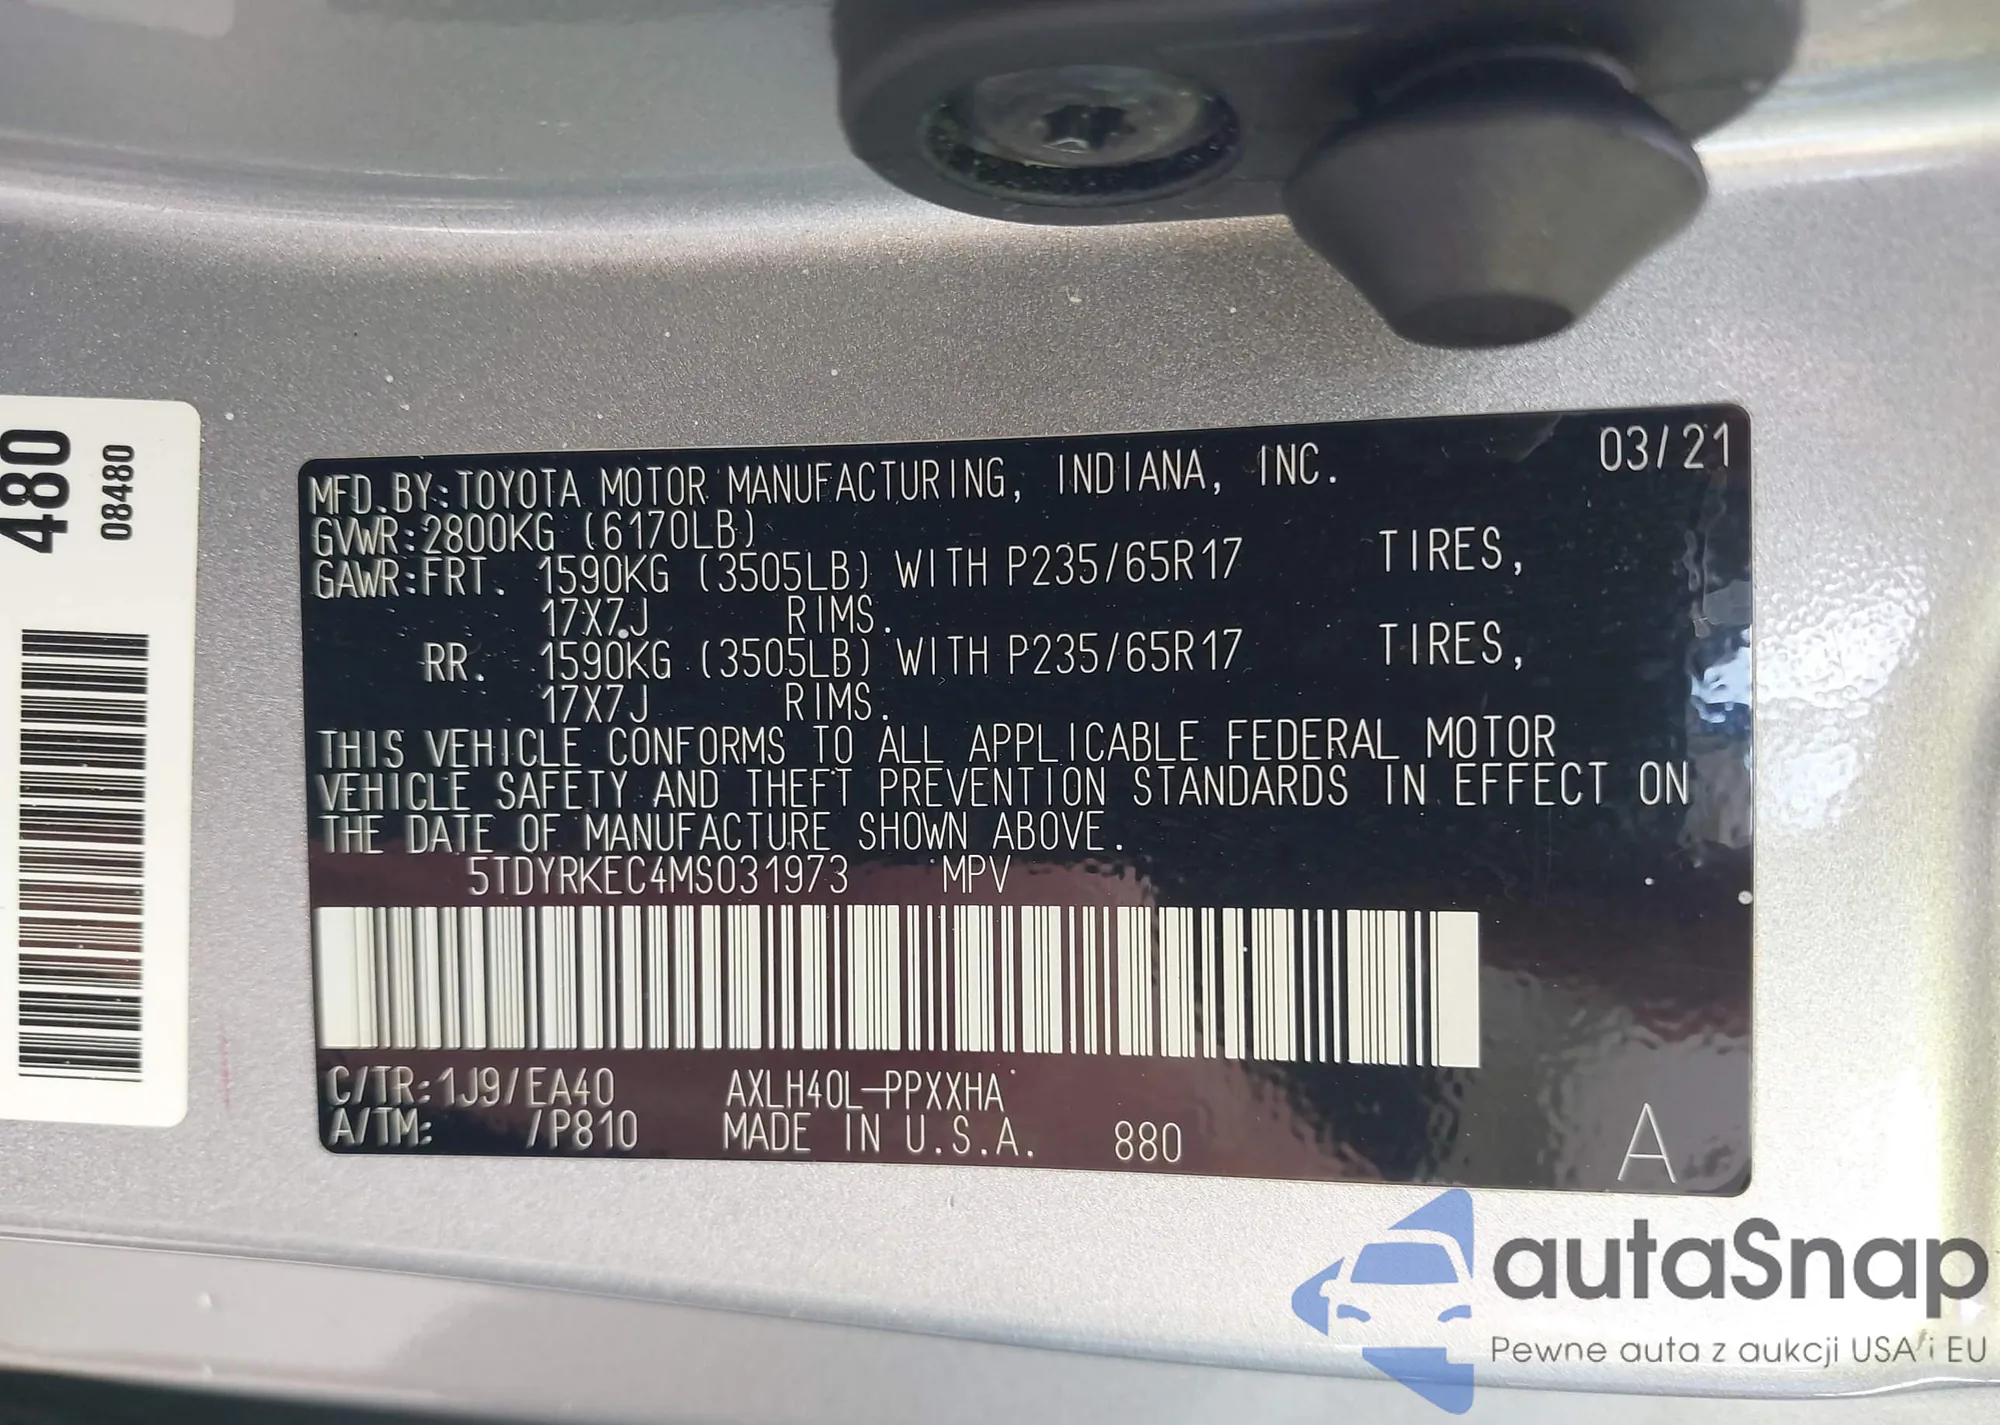 480
08480
MFD.BY:TOYOTA MOTOR MANUFACTURING, INDIANA, INC. 03/21
GVWR:2800KG (6170LB)
GAWR:FRT. 1590KG (3505LB) WITH P235/65R17 TIRES,
17X7J RIMS.
RR. 1590KG (3505LB) WITH P235/65R17 TIRES,
17X7J RIMS.
THIS VEHICLE CONFORMS TO ALL APPLICABLE FEDERAL MOTOR
VEHICLE SAFETY AND THEFT PREVENTION STANDARDS IN EFFECT ON
THE DATE OF MANUFACTURE SHOWN ABOVE.
5TDYRKEC4MS031973 MPV
C/TR:1J9/EA40 AXLH40L-PPXXHA
A/TM: /P810 MADE IN U.S.A. 880 A
autaSnap
Pewne auta z aukcji USA i EU